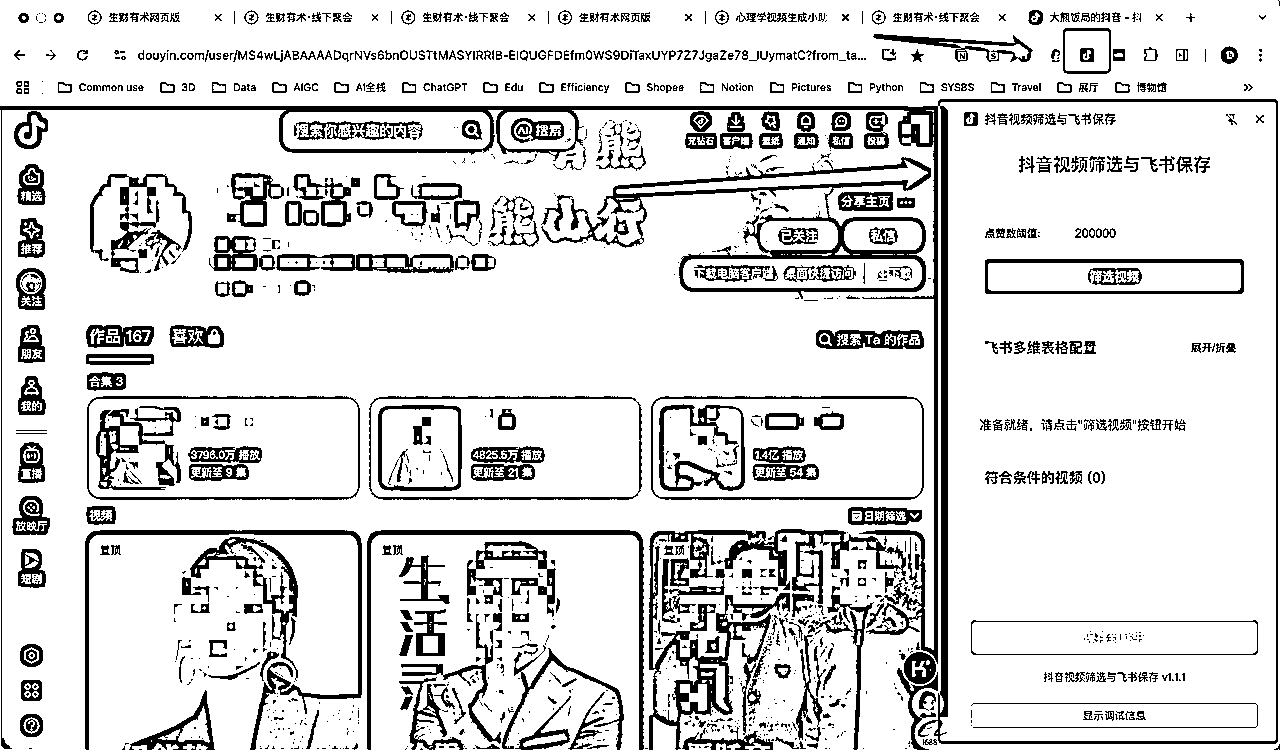 生财有术网页版
生财有术·线下聚会
生财有术·线下聚会
生财有术网页版
心理学视频生成小助
生财有术·线下聚会
大熊饭局的抖音 - 抖
douyin.com/user/MS4wLjABAAAADqrNVs6bnOUSTtMASYIRRIB-EIQUGFDEfm0WS9DiTaxUYP7Z7JgaZe78_IUymatC?from_ta...
Common use
3D
Data
AIGC
AI全栈
ChatGPT
Edu
Efficiency
Shopee
Notion
Pictures
Python
SYSBS
Travel
展厅
博物馆
搜索你感兴趣的内容
AI 搜索
充钻石
客户端
壁纸
通知
私信
投稿
精选
推荐
关注
朋友
我的
直播
放映厅
短剧
熊山行
分享主页
已关注
私信
下载电脑客户端，桌面快捷访问
作品 167
喜欢
搜索 Ta 的作品
合集 3
3798.0万 播放
更新至 9 集
4825.5万 播放
更新至 21 集
1.4亿 播放
更新至 54 集
视频
日期筛选
置顶
置顶
置顶
生活
抖音视频筛选与飞书保存
抖音视频筛选与飞书保存
点赞数阈值:
200000
筛选视频
飞书多维表格配置
展开/折叠
准备就绪，请点击"筛选视频"按钮开始
符合条件的视频 (0)
抖音视频筛选与飞书保存 v1.1.1
显示调试信息